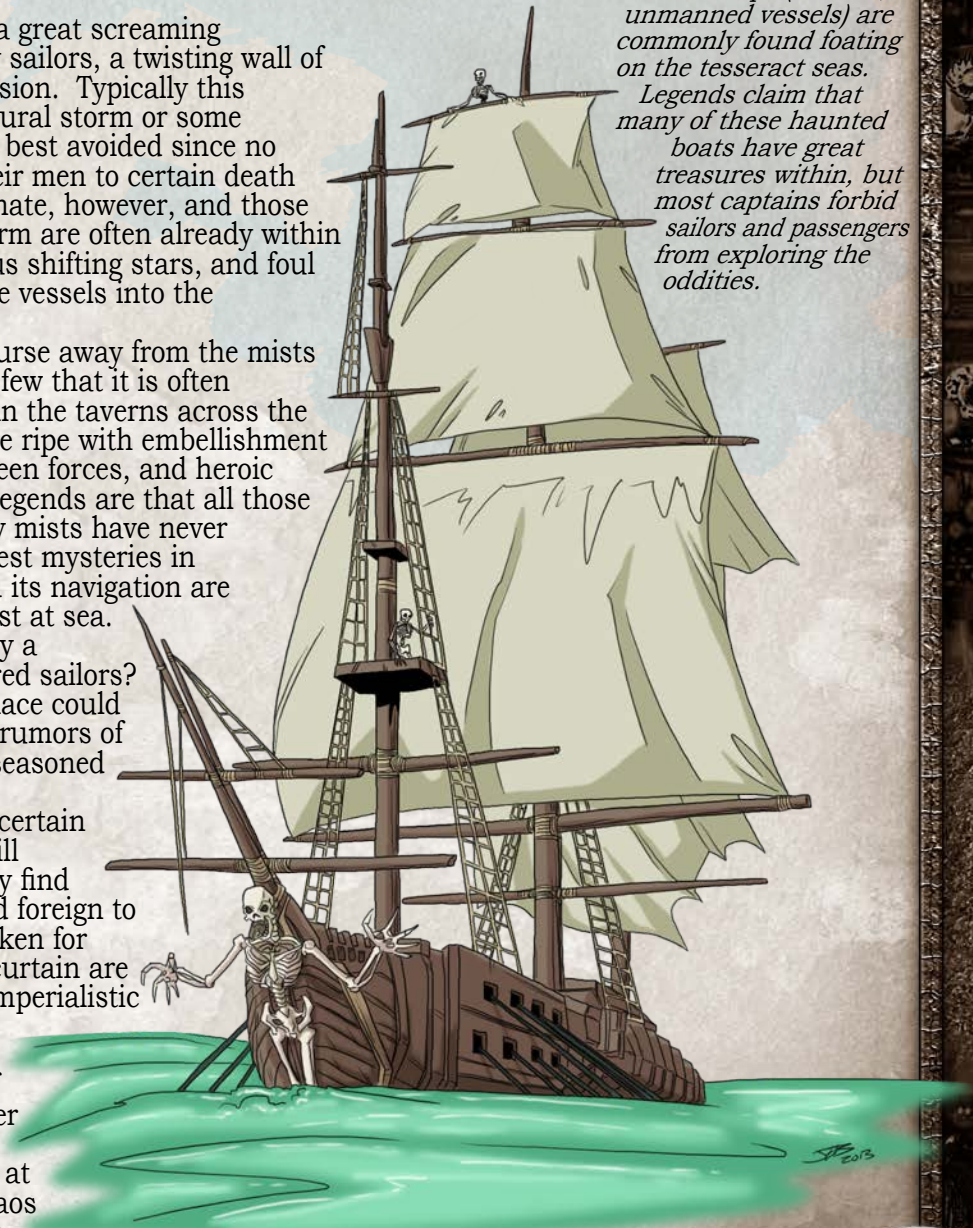 a great screaming
sailors, a twisting wall of
sion. Typically this
ural storm or some
best avoided since no
eir men to certain death
nate, however, and those
rm are often already within
us shifting stars, and foul
e vessels into the
urse away from the mists
few that it is often
in the taverns across the
e ripe with embellishment
een forces, and heroic
egends are that all those
y mists have never
est mysteries in
its navigation are
st at sea.
y a
red sailors?
lace could
rumors of
seasoned
certain
ill
y find
d foreign to
ken for
curtain are
mperialistic
er
at
aos
unmanned vessels) are
commonly found foating
on the tesseract seas.
Legends claim that
many of these haunted
boats have great
treasures within, but
most captains forbid
sailors and passengers
from exploring the
oddities.
2013